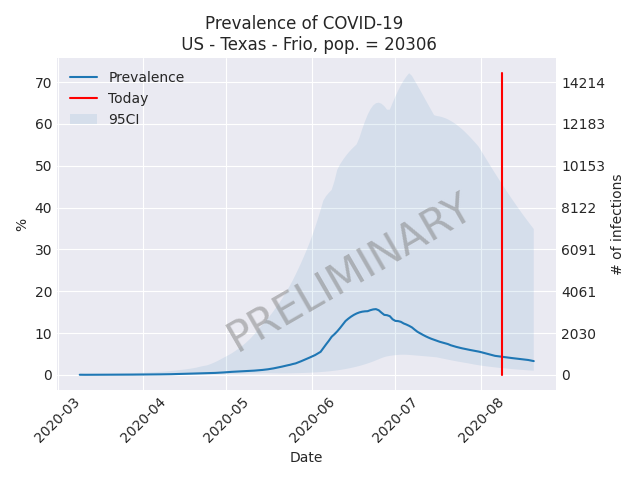 Prevalence of COVID-19
US - Texas - Frio, pop. = 20306
Prevalence
Today
95CI
70
60
50
40
30
20
10
0
%
14214
12183
10153
8122
6091
4061
2030
0
# of infections
PRELIMINARY
2020-03
2020-04
2020-05
2020-06
2020-07
2020-08
Date